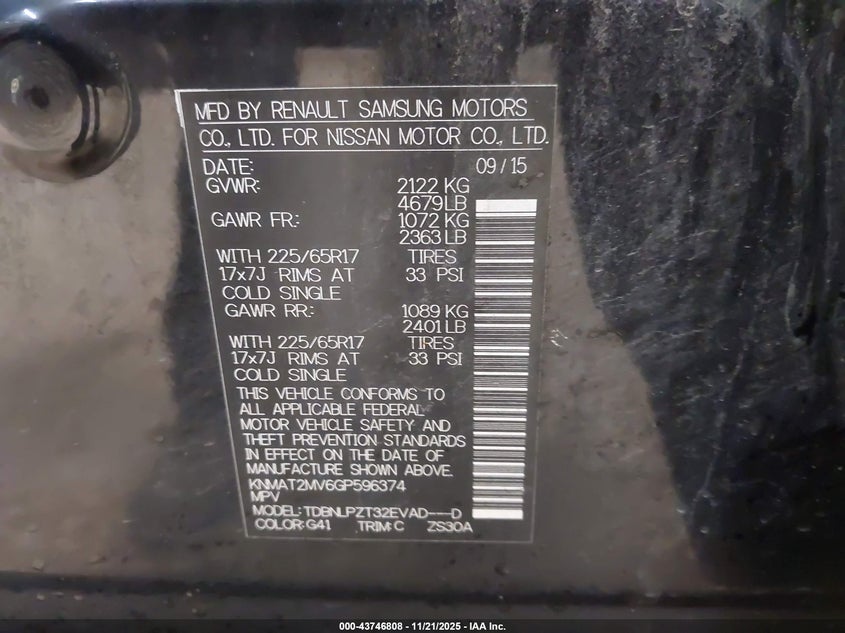 MFD BY RENAULT SAMSUNG MOTORS
CO., LTD. FOR NISSAN MOTOR CO., LTD.
DATE: 09/15
GVWR: 2122 KG
4679 LB
GAWR FR.: 1072 KG
2363 LB
WITH 225/65R17 TIRES
17x7J RIMS AT 33 PSI
COLD SINGLE
GAWR RR.: 1089 KG
2401 LB
WITH 225/65R17 TIRES
17x7J RIMS AT 33 PSI
COLD SINGLE
THIS VEHICLE CONFORMS TO
ALL APPLICABLE FEDERAL
MOTOR VEHICLE SAFETY AND
THEFT PREVENTION STANDARDS
IN EFFECT ON THE DATE OF
MANUFACTURE SHOWN ABOVE.
KNMAT2MV6GP596374
MPV
MODEL: TDBNLPZT32EVAD---D
COLOR: G41 TRIM: C ZS30A
000-43746808 - 11/21/2025 - IAA Inc.